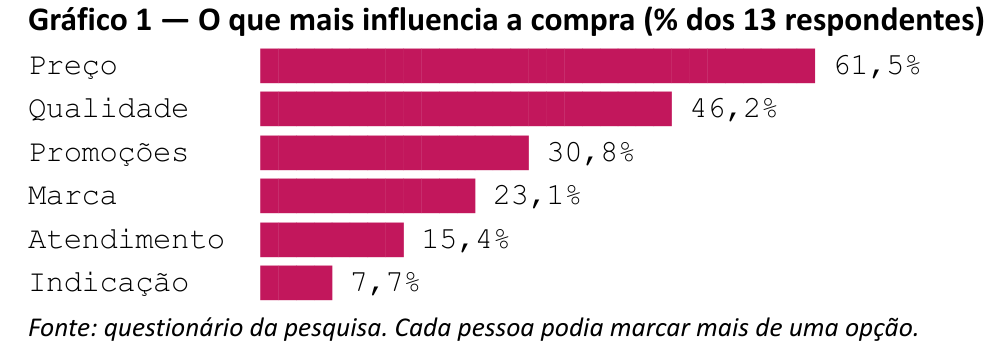 Gráfico 1 — O que mais influencia a compra (% dos 13 respondentes)
Preço 61,5%
Qualidade 46,2%
Promoções 30,8%
Marca 23,1%
Atendimento 15,4%
Indicação 7,7%
Fonte: questionário da pesquisa. Cada pessoa podia marcar mais de uma opção.